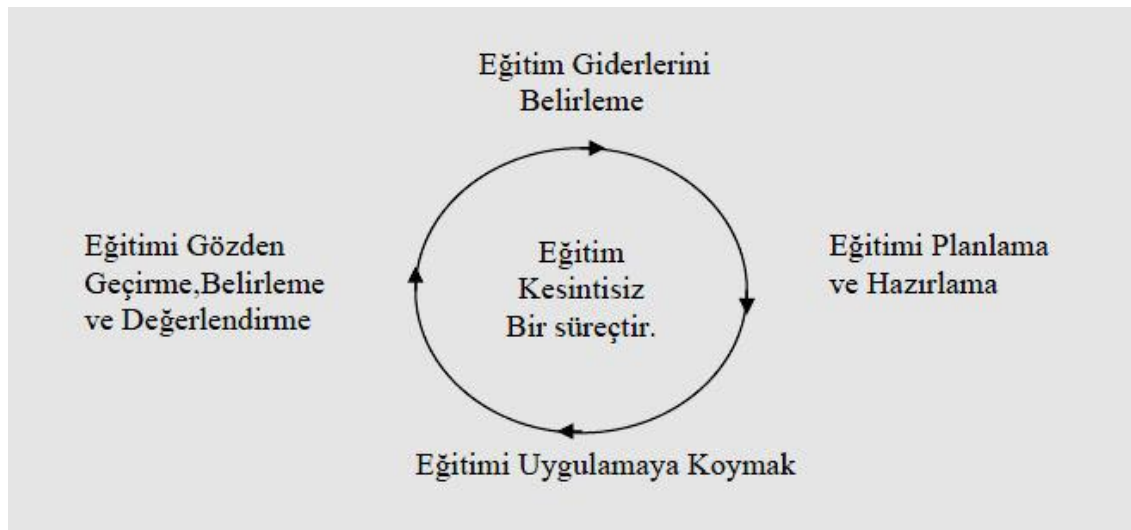 Eğitim Giderlerini
Belirleme
Eğitimi Gözden
Geçirme,Belirleme
ve Değerlendirme
Eğitim
Kesintisiz
Bir süreçtir.
Eğitimi Planlama
ve Hazırlama
Eğitimi Uygulamaya Koymak